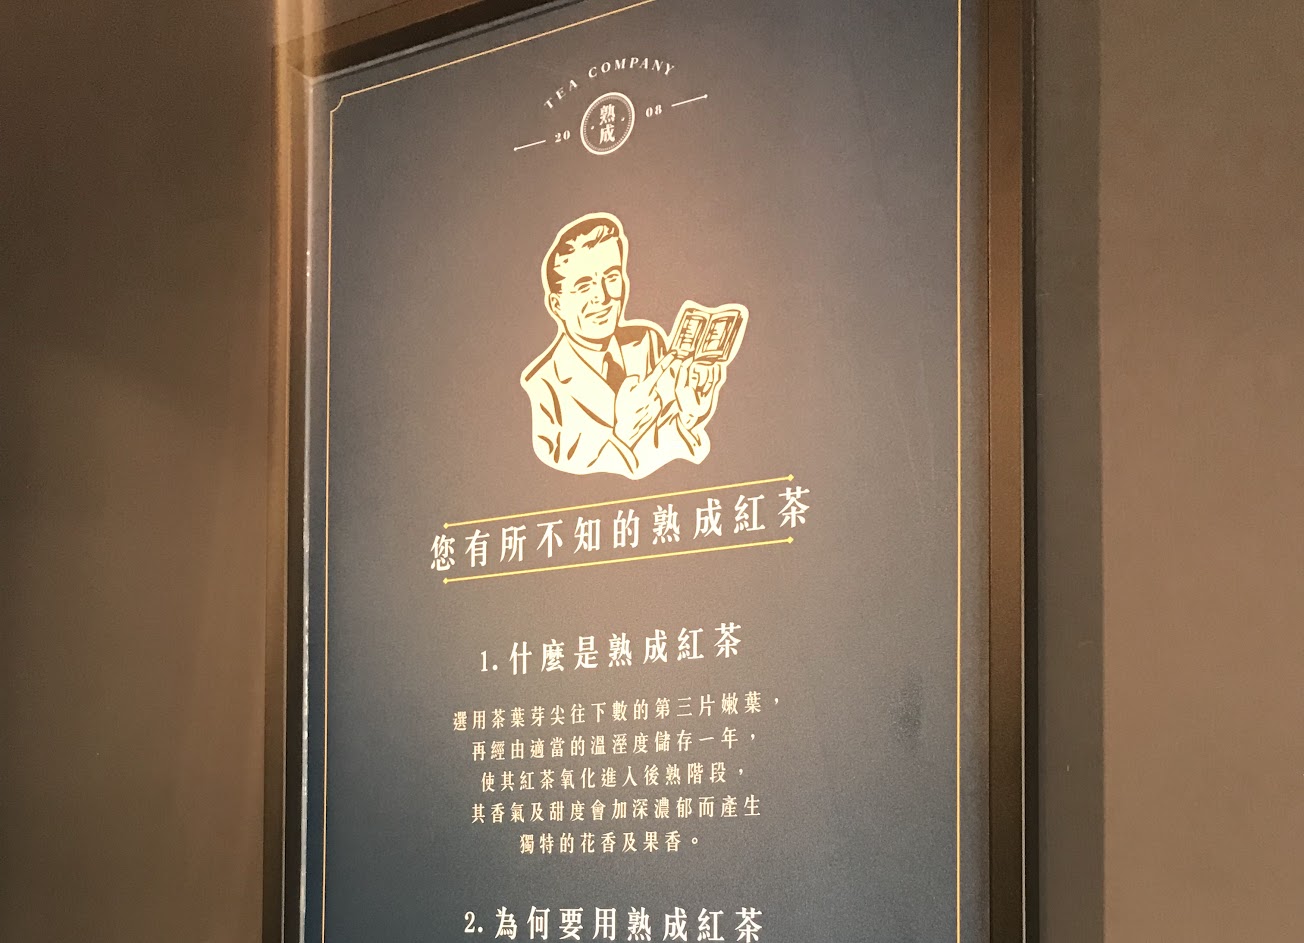 TEA COMPANY
20 熟成 08
您有所不知的熟成紅茶
1. 什麼是熟成紅茶
選用茶葉芽尖往下數的第三片嫩葉，
再經由適當的溫溼度儲存一年，
使其紅茶氧化進入後熟階段，
其香氣及甜度會加深濃郁而產生
獨特的花香及果香。
2. 為何要用熟成紅茶